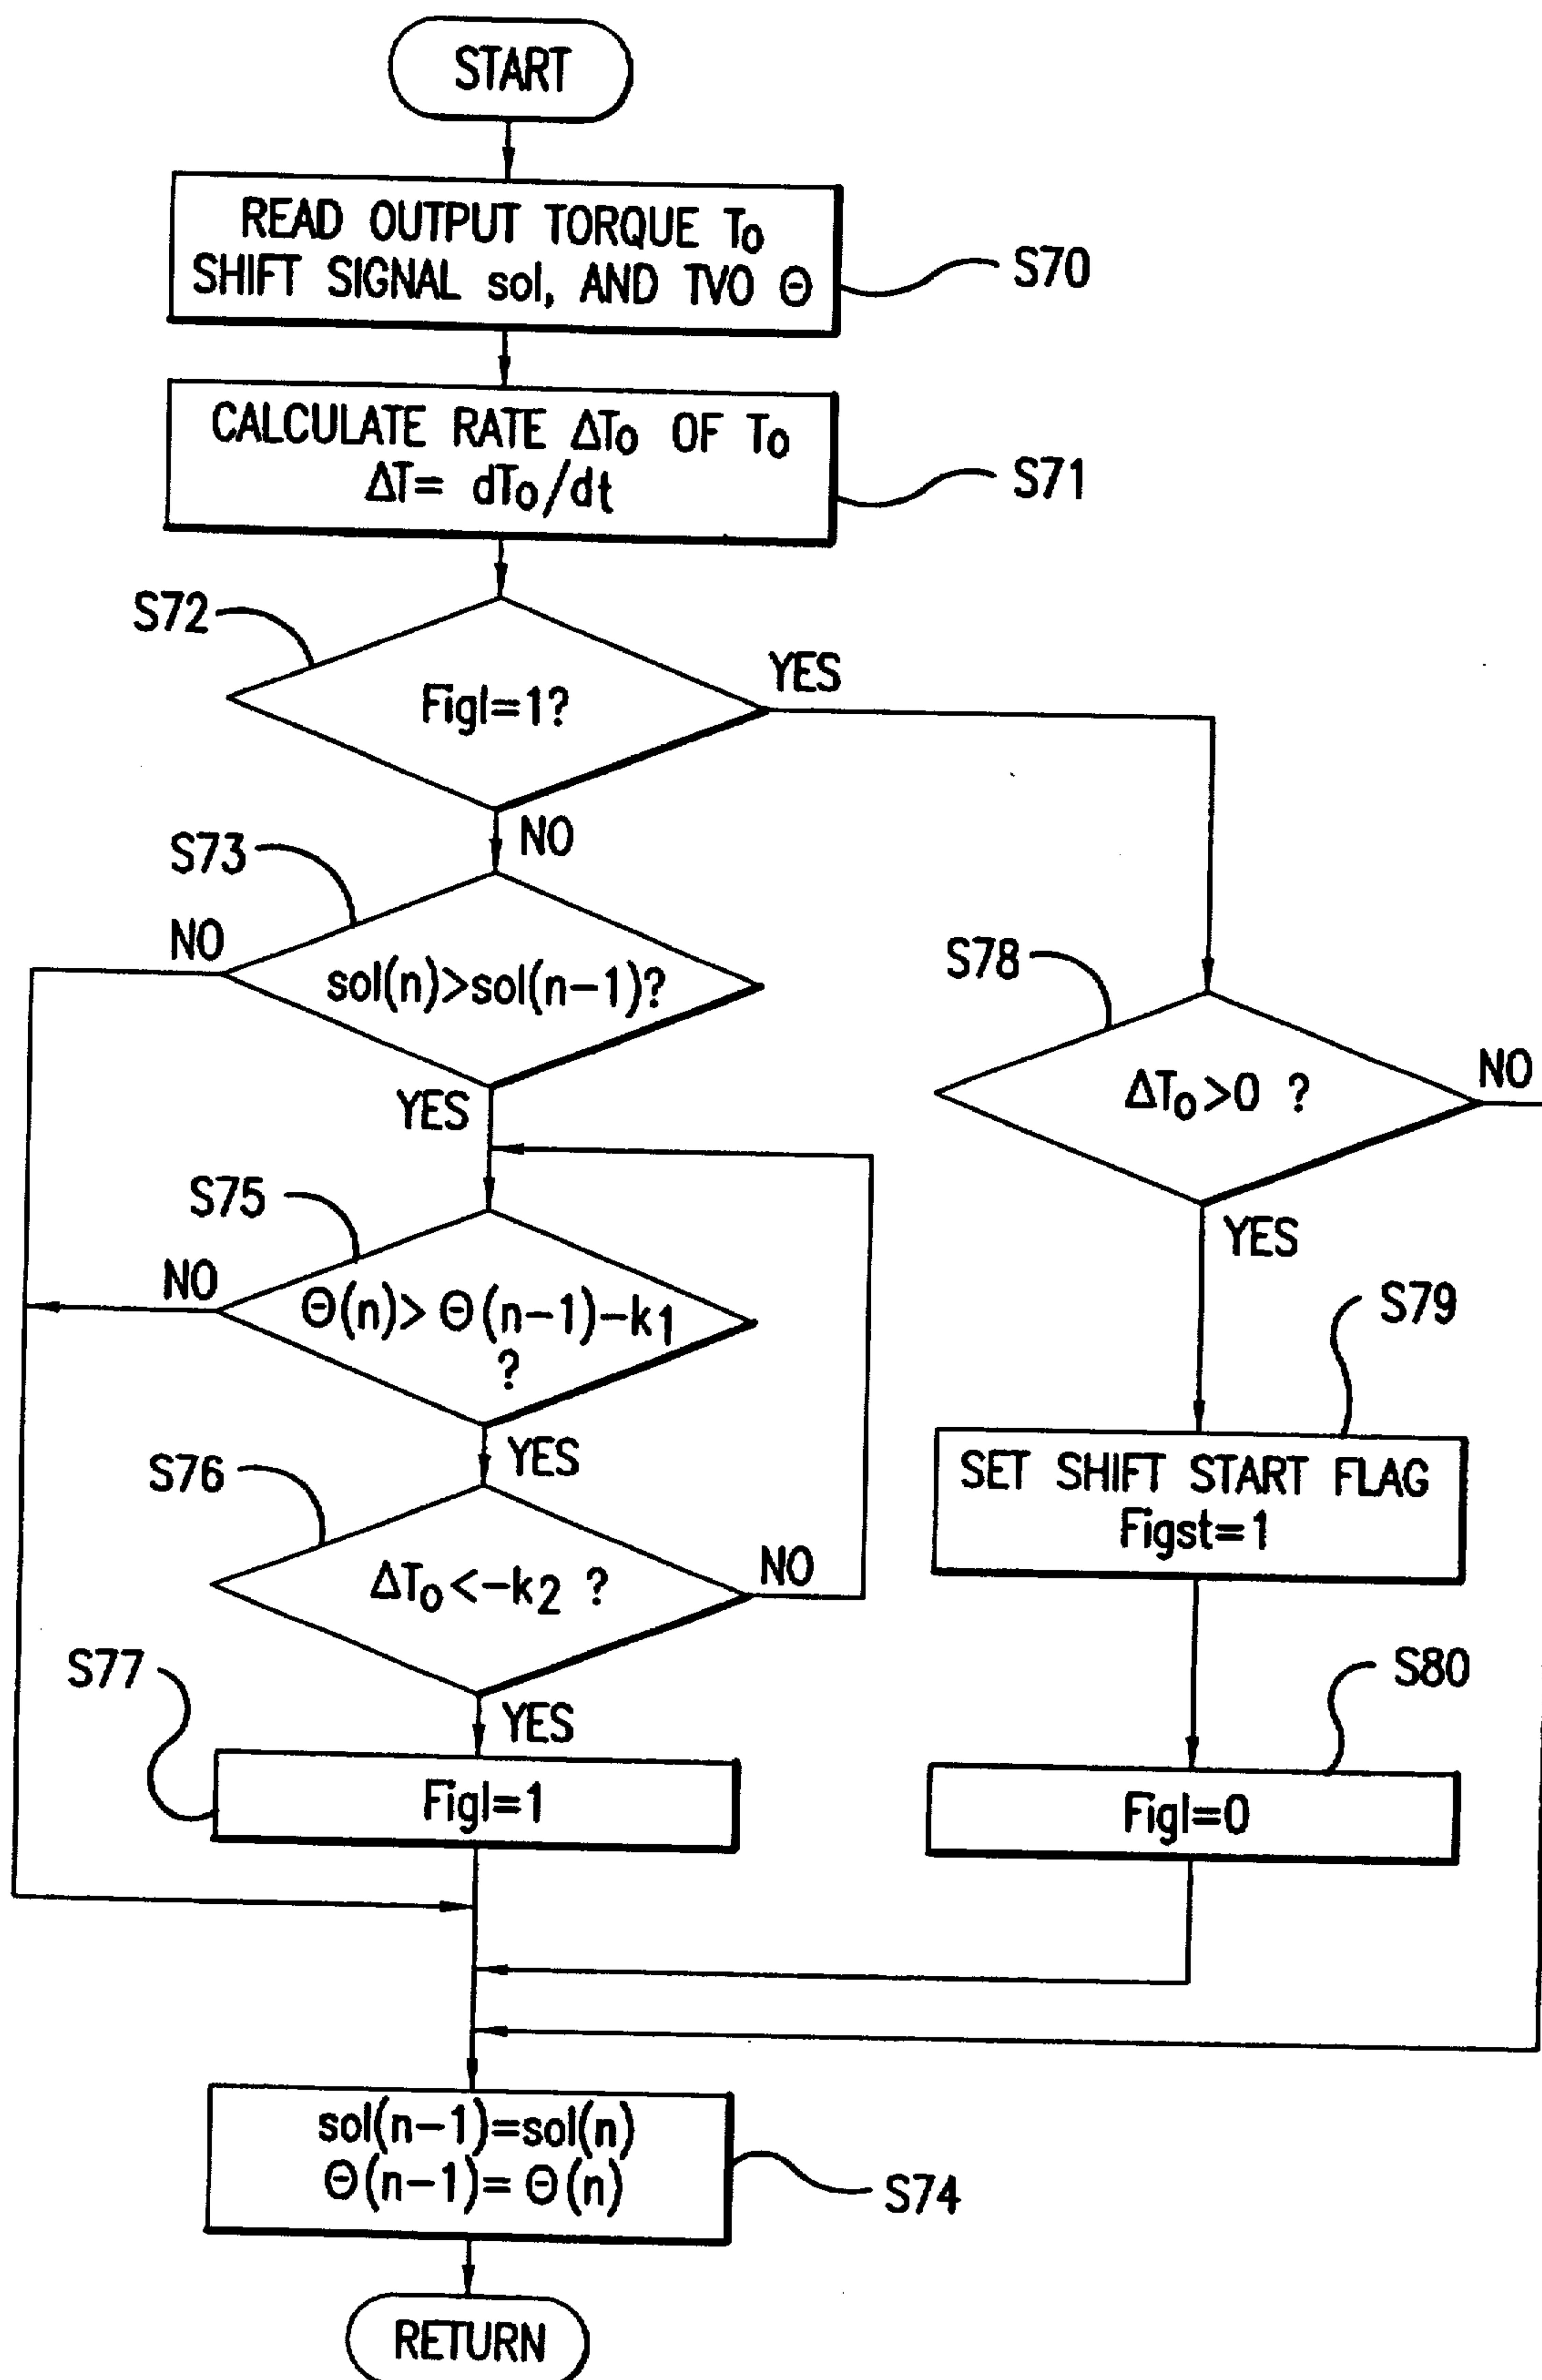 START
READ OUTPUT TORQUE To
SHIFT SIGNAL sol, AND TVO Θ
S70
CALCULATE RATE ΔTo OF To
ΔT= dTo/dt
S71
S72
Figl=1?
YES
NO
S73
NO
sol(n)>sol(n-1)?
YES
S78
ΔTo>0 ?
NO
YES
S75
NO
Θ(n)> Θ(n-1)-k1
?
YES
S76
ΔTo<-k2 ?
NO
YES
S79
SET SHIFT START FLAG
Figst=1
S77
Figl=1
S80
Figl=0
sol(n-1)=sol(n)
Θ(n-1)= Θ(n)
S74
RETURN